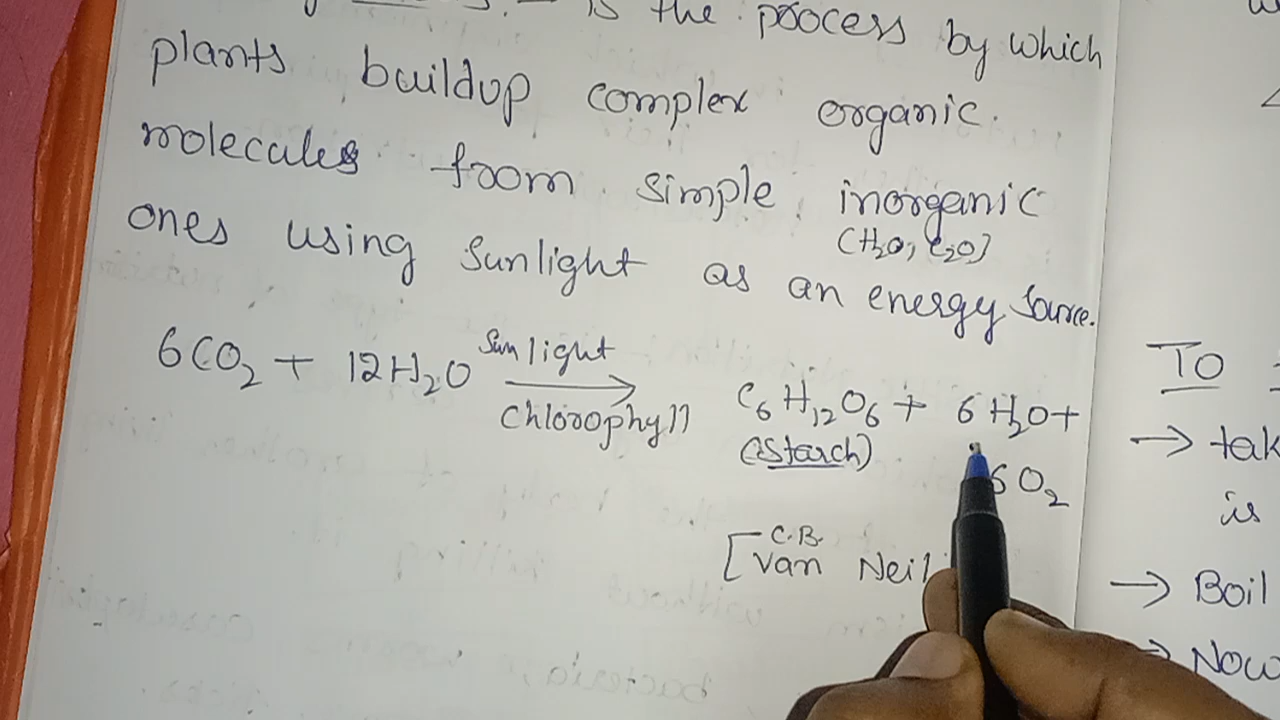 is the process by which
plants buildup complex organic.
molecules from simple inorganic
(H₂O, C₂O)
ones using Sunlight as an energy Source.
6CO₂ + 12H₂O Sunlight → Chlorophyll C₆H₁₂O₆ + 6H₂O +
(Starch) 6O₂
[C.B. Van Neil
TO
→ tak
is
→ Boil
→ Now